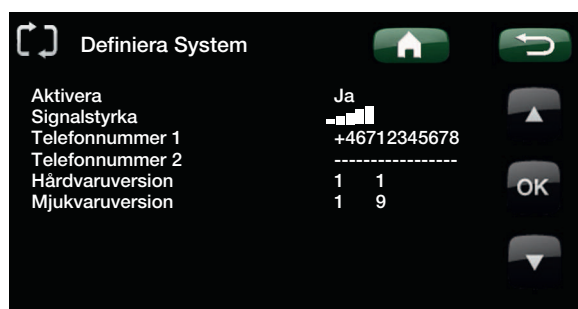 Definiera System
Aktivera Ja
Signalstyrka
Telefonnummer 1 +46712345678
Telefonnummer 2 -----------------
Hårdvaruversion 1 1
Mjukvaruversion 1 9
OK